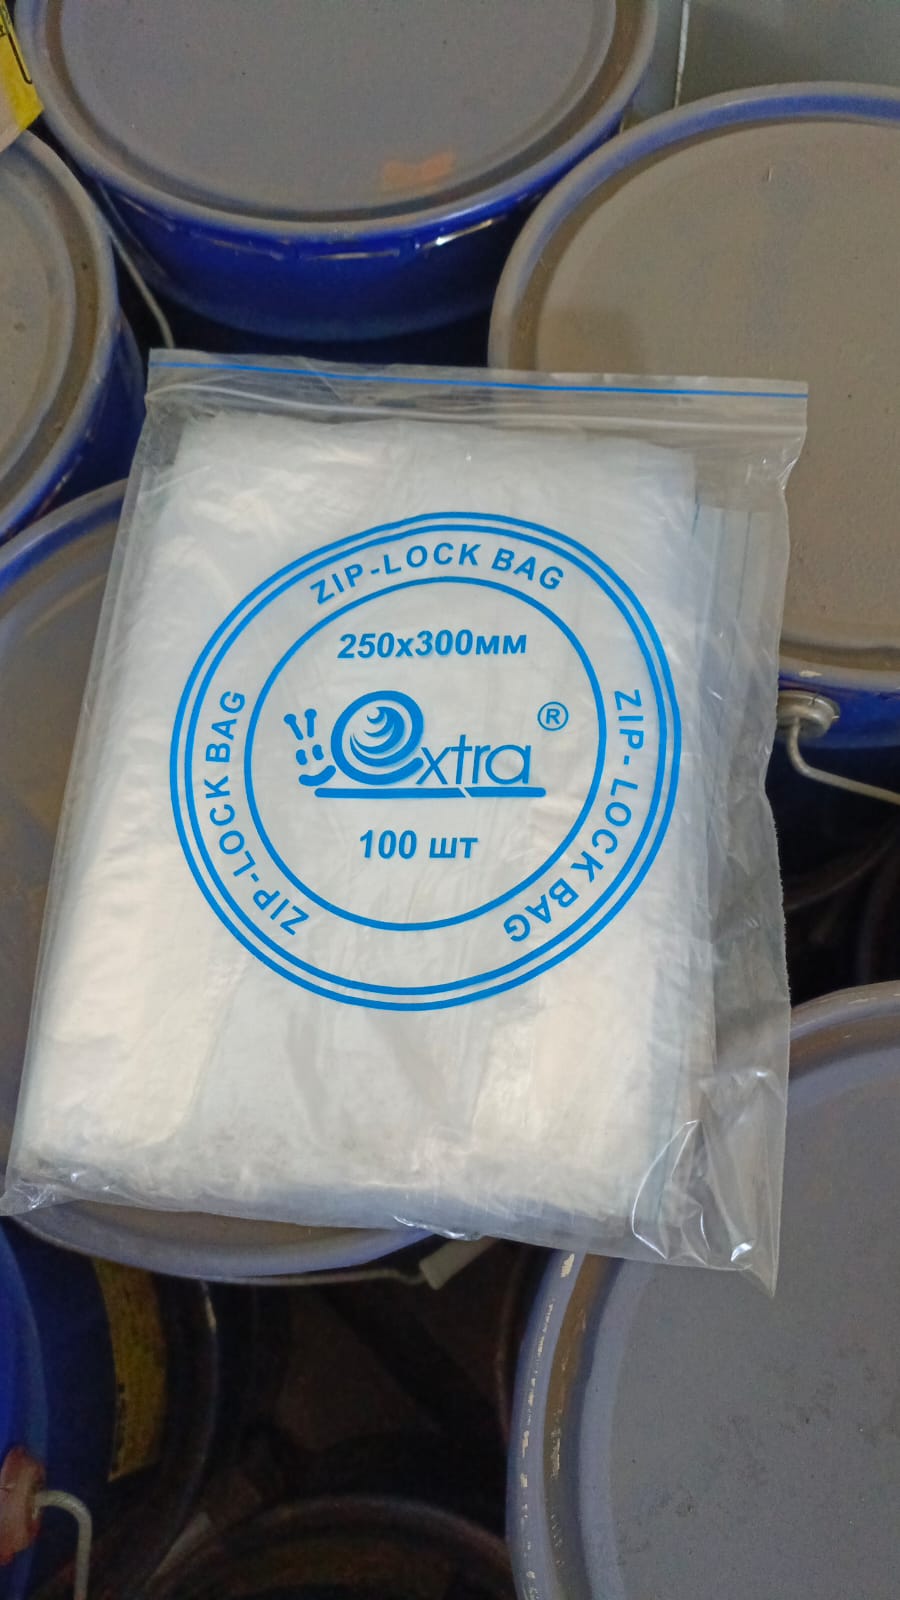 ZIP-LOCK BAG
250x300мм
extra ®
100 шт
ZIP-LOCK BAG
ZIP-LOCK BAG